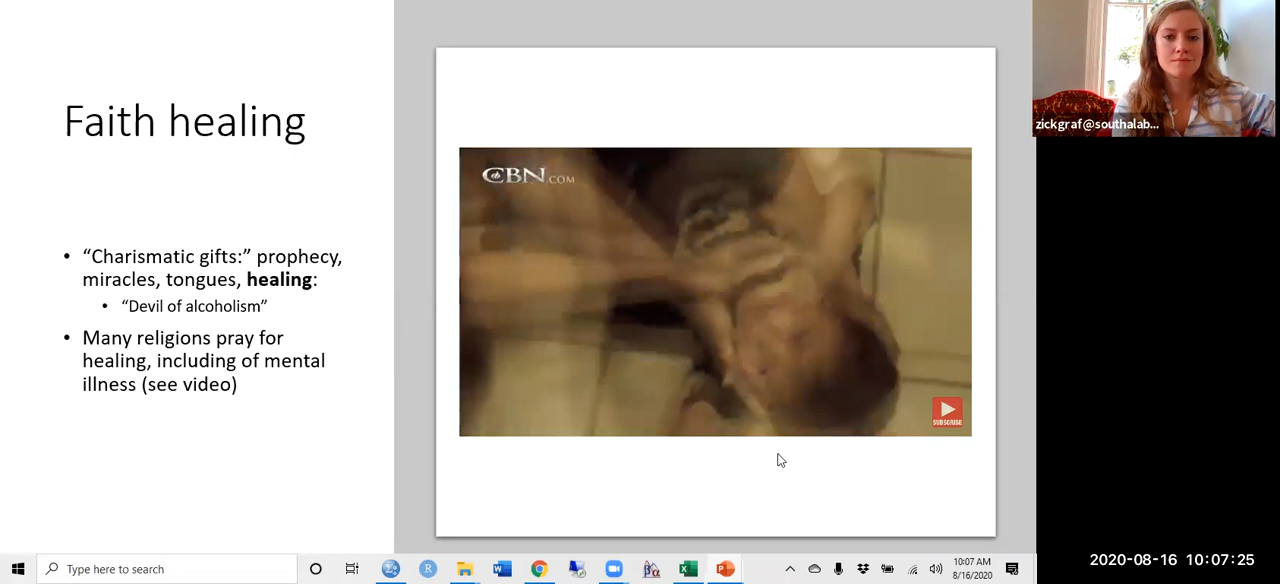 Faith healing
• “Charismatic gifts:” prophecy,
miracles, tongues, healing:
• “Devil of alcoholism”
• Many religions pray for
healing, including of mental
illness (see video)
CBN.COM
SUBSCRIBE
zickgraf@southalab...
Type here to search
10:07 AM
8/16/2020
2020-08-16 10:07:25